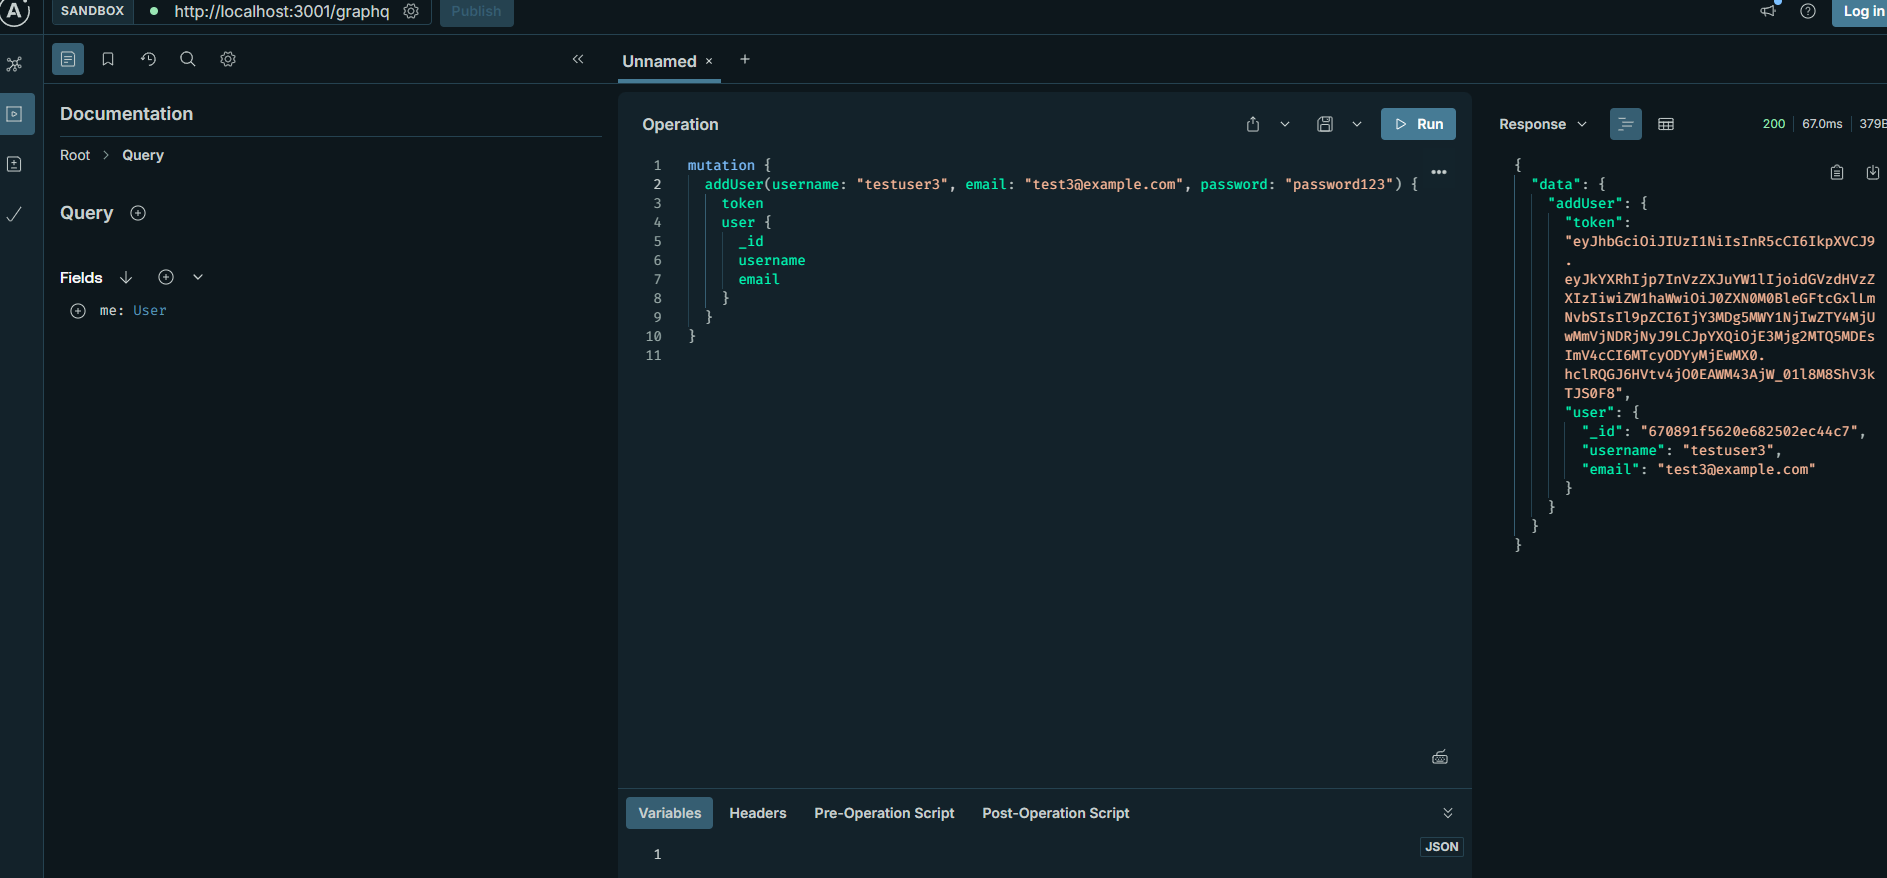 SANDBOX http://localhost:3001/graphq Publish Log in
Documentation
Root > Query
Query
Fields
me: User
Unnamed × +
Operation
Run
1 mutation {
2 addUser(username: "testuser3", email: "test3@example.com", password: "password123") {
3 token
4 user {
5 _id
6 username
7 email
8 }
9 }
10 }
11
Variables Headers Pre-Operation Script Post-Operation Script
JSON
1
Response 200 67.0ms 379B
{
"data": {
"addUser": {
"token":
"eyJhbGciOiJIUzI1NiIsInR5cCI6IkpXVCJ9
.
eyJkYXRhIjp7InVzZXJuYW1lIjoidGVzdHVzZ
XIzIiwiZW1haWwiOiJ0ZXN0M0BleGFtcGxlLm
NvbSIsIl9pZCI6IjY3MDg5MWY1NjIwZTY4MjU
wMmVjNDRjNyJ9LCJpYXQiOjE3Mjg2MTQ5MDEs
ImV4cCI6MTcyODYyMjEwMX0.
hclRQGJ6HVtv4jO0EAWM43AjW_01l8M8ShV3k
TJS0F8",
"user": {
"_id": "670891f5620e682502ec44c7",
"username": "testuser3",
"email": "test3@example.com"
}
}
}
}